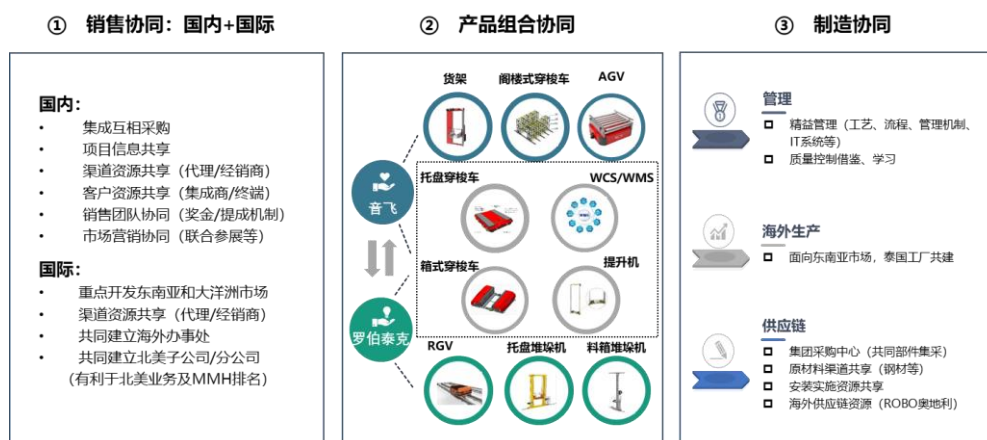 ① 销售协同：国内+国际
国内：
• 集成互相采购
• 项目信息共享
• 渠道资源共享（代理/经销商）
• 客户资源共享（集成商/终端）
• 销售团队协同（奖金/提成机制）
• 市场营销协同（联合参展等）
国际：
• 重点开发东南亚和大洋洲市场
• 渠道资源共享（代理/经销商）
• 共同建立海外办事处
• 共同建立北美子公司/分公司
（有利于北美业务及MMH排名）
② 产品组合协同
货架 阁楼式穿梭车 AGV
托盘穿梭车 WCS/WMS
音飞
箱式穿梭车 提升机
罗伯泰克
RGV 托盘堆垛机 料箱堆垛机
③ 制造协同
管理
精益管理（工艺、流程、管理机制、
IT系统等）
质量控制借鉴、学习
海外生产
面向东南亚市场，泰国工厂共建
供应链
集团采购中心（共同部件集采）
原材料渠道共享（钢材等）
安装实施资源共享
海外供应链资源（ROBO奥地利）